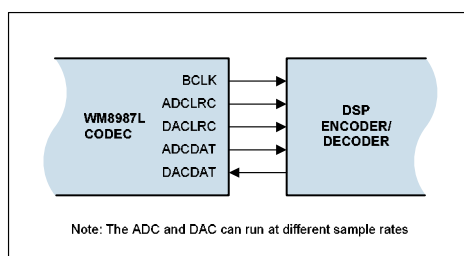 BCLK
ADCLRC
WM8987L
CODEC
DACLRC
ADCDAT
DACDAT
DSP
ENCODER/
DECODER
Note: The ADC and DAC can run at different sample rates